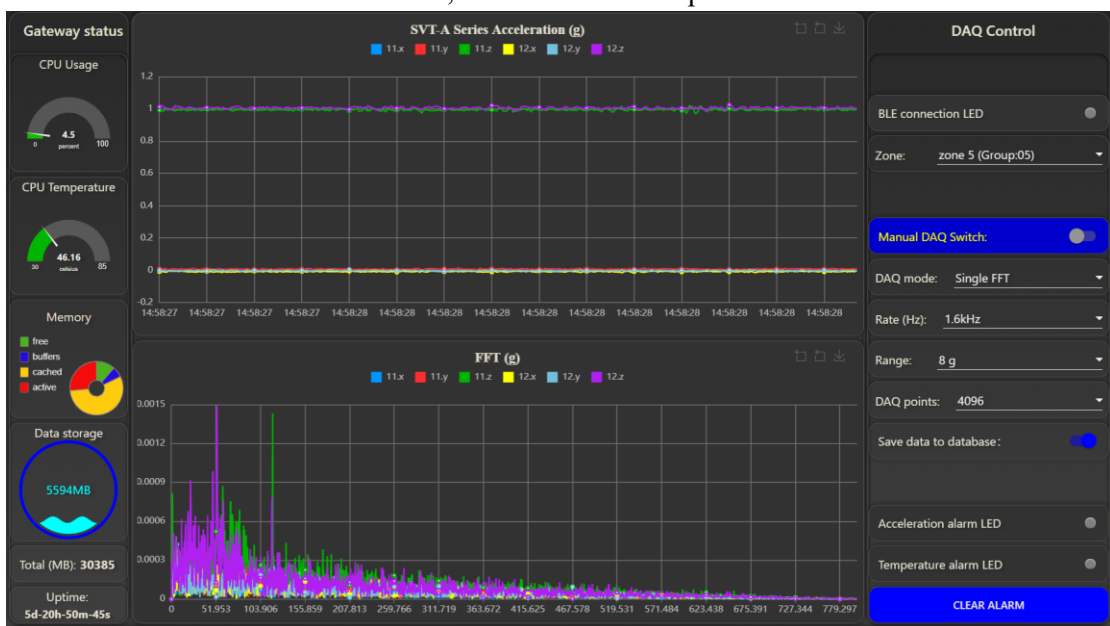 Gateway status
CPU Usage
4.5
percent
0
100
CPU Temperature
46.16
celsius
30
85
Memory
free
buffers
cached
active
Data storage
5594MB
Total (MB): 30385
Uptime:
5d-20h-50m-45s
SVT-A Series Acceleration (g)
11.x 11.y 11.z 12.x 12.y 12.z
1.2
1
0.8
0.6
0.4
0.2
0
-0.2
14:58:27 14:58:27 14:58:27 14:58:27 14:58:27 14:58:28 14:58:28 14:58:28 14:58:28 14:58:28 14:58:28 14:58:28 14:58:28 14:58:28 14:58:28
FFT (g)
11.x 11.y 11.z 12.x 12.y 12.z
0.0015
0.0012
0.0009
0.0006
0.0003
0
0 51.953 103.906 155.859 207.813 259.766 311.719 363.672 415.625 467.578 519.531 571.484 623.438 675.391 727.344 779.297
DAQ Control
BLE connection LED
Zone: zone 5 (Group:05)
Manual DAQ Switch:
DAQ mode: Single FFT
Rate (Hz): 1.6kHz
Range: 8 g
DAQ points: 4096
Save data to database:
Acceleration alarm LED
Temperature alarm LED
CLEAR ALARM